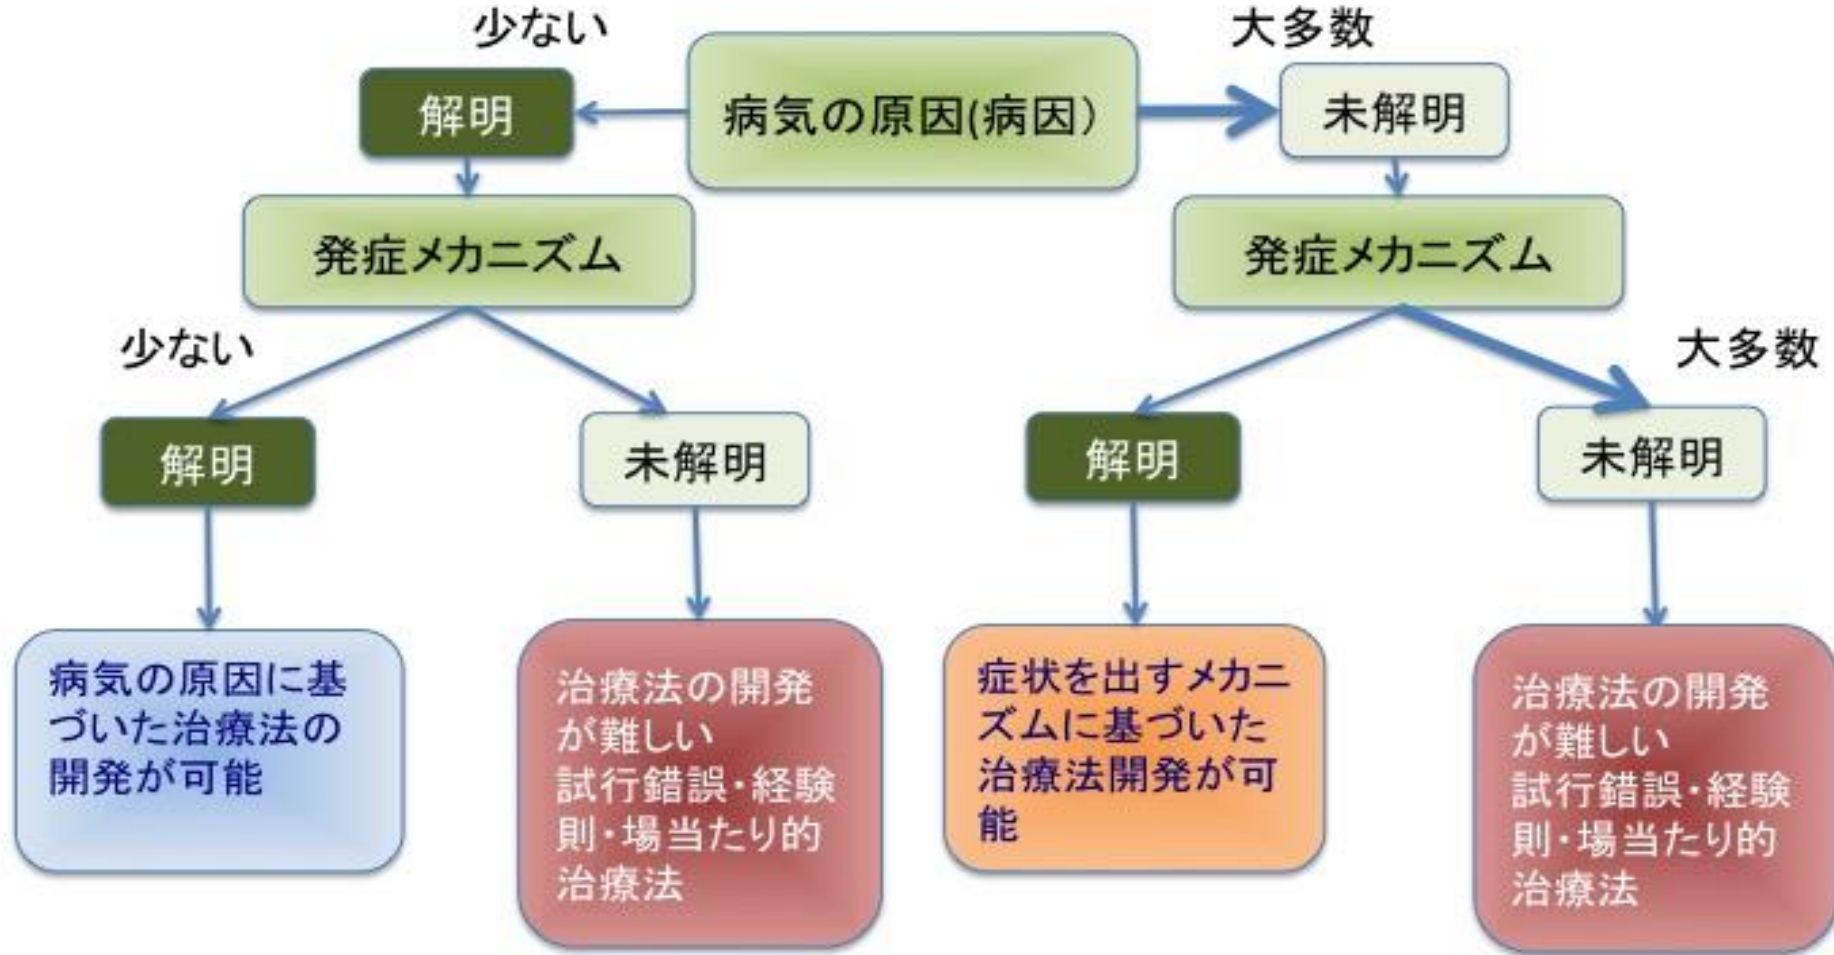 少ない
大多数
解明
病気の原因(病因）
未解明
発症メカニズム
発症メカニズム
少ない
大多数
解明
未解明
解明
未解明
病気の原因に基
づいた治療法の
開発が可能
治療法の開発
が難しい
試行錯誤・経験
則・場当たり的
治療法
症状を出すメカニ
ズムに基づいた
治療法開発が可
能
治療法の開発
が難しい
試行錯誤・経験
則・場当たり的
治療法